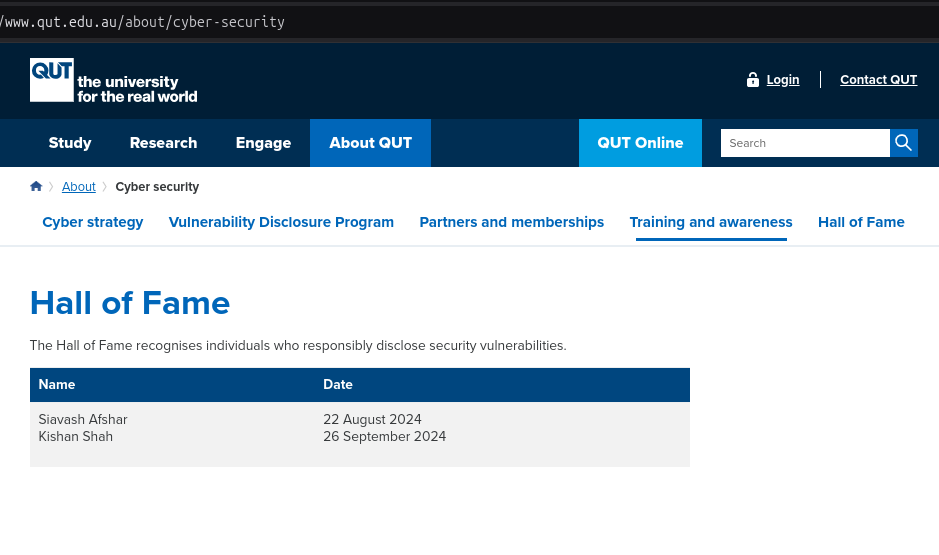 /www.qut.edu.au/about/cyber-security
QUT the university
for the real world
Login
Contact QUT
Study
Research
Engage
About QUT
QUT Online
Search
About
Cyber security
Cyber strategy
Vulnerability Disclosure Program
Partners and memberships
Training and awareness
Hall of Fame
Hall of Fame
The Hall of Fame recognises individuals who responsibly disclose security vulnerabilities.
Name Date
Siavash Afshar 22 August 2024
Kishan Shah 26 September 2024